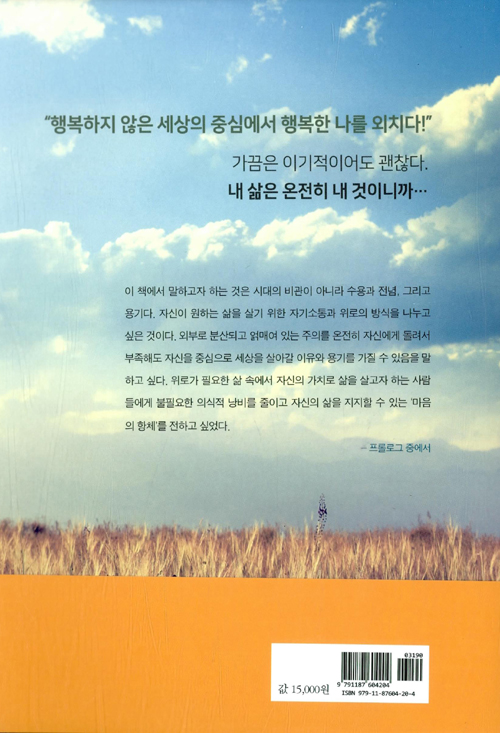 “행복하지 않은 세상의 중심에서 행복한 나를 외치다!”
가끔은 이기적이어도 괜찮다.
내 삶은 온전히 내 것이니까…
이 책에서 말하고자 하는 것은 시대의 비관이 아니라 수용과 전념, 그리고
용기다. 자신이 원하는 삶을 살기 위한 자기소통과 위로의 방식을 나누고
싶은 것이다. 외부로 분산되고 얽매여 있는 주의를 온전히 자신에게 돌려서
부족해도 자신을 중심으로 세상을 살아갈 이유와 용기를 가질 수 있음을 말
하고 싶다. 위로가 필요한 삶 속에서 자신의 가치로 삶을 살고자 하는 사람
들에게 불필요한 의식적 낭비를 줄이고 자신의 삶을 지지할 수 있는 ‘마음
의 항체’를 전하고 싶었다.
– 프롤로그 중에서
03190
9 791187 604204
값 15,000원
ISBN 979-11-87604-20-4